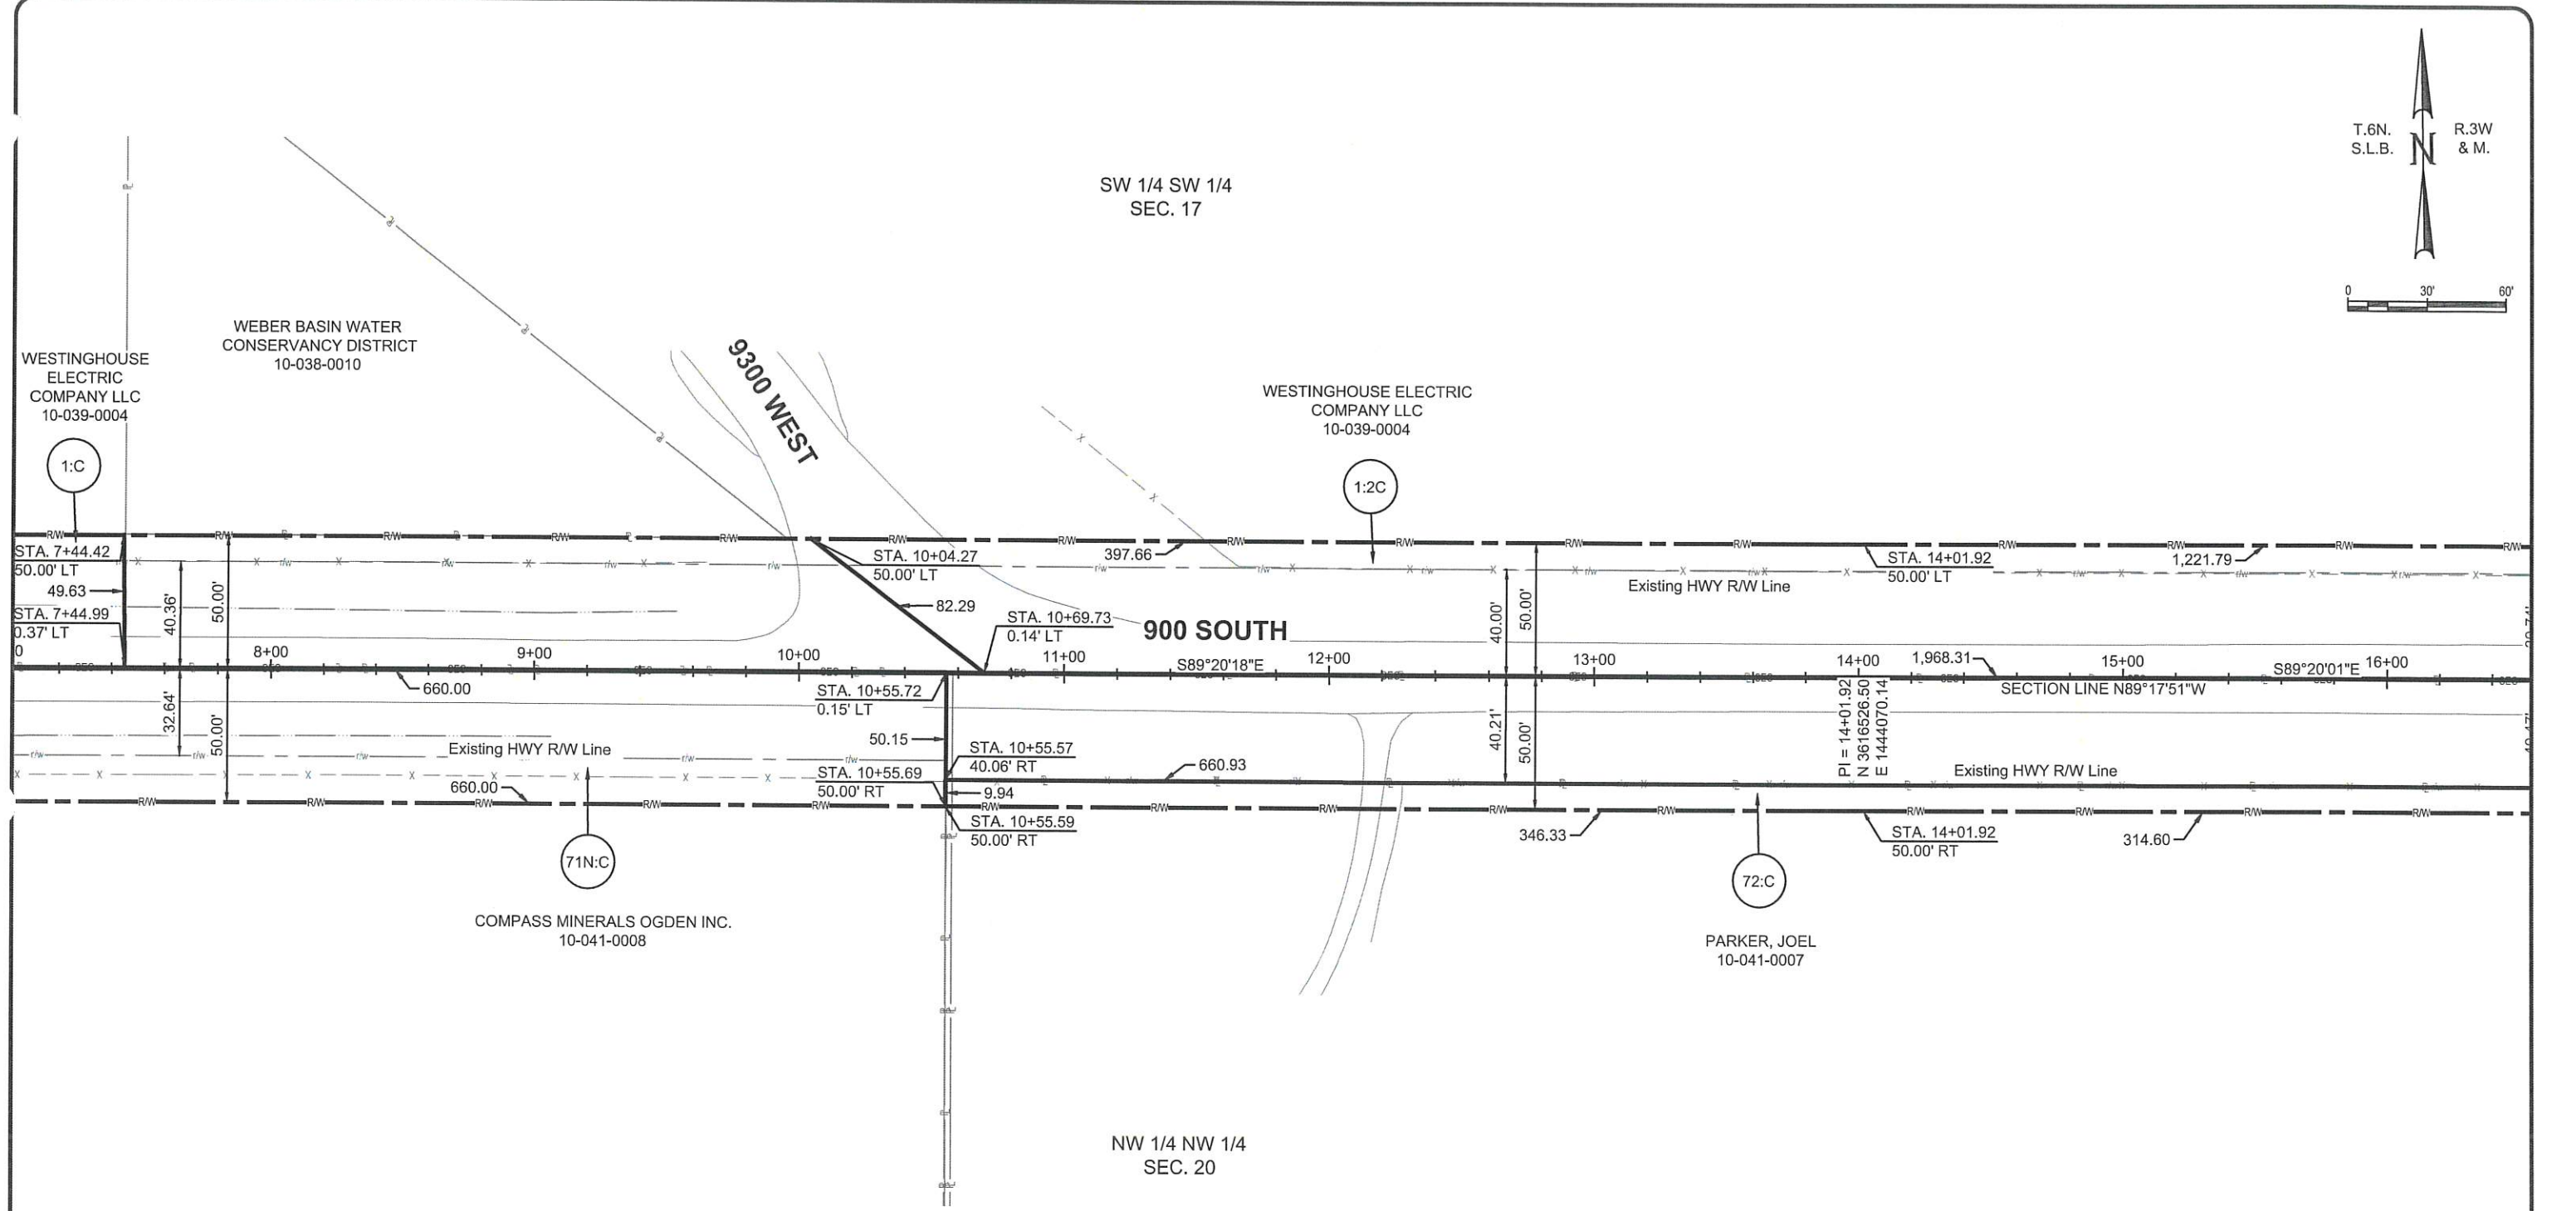 T.6N. R.3W
S.L.B. N & M.
SW 1/4 SW 1/4
SEC. 17
0 30' 60'
WEBER BASIN WATER
CONSERVANCY DISTRICT
10-038-0010
WESTINGHOUSE
ELECTRIC
COMPANY LLC
10-039-0004
1:C
9300 WEST
WESTINGHOUSE ELECTRIC
COMPANY LLC
10-039-0004
1:2C
STA. 7+44.42
50.00' LT
49.63
STA. 7+44.99
0.37' LT
40.36'
50.00'
STA. 10+04.27
50.00' LT
82.29
STA. 10+69.73
0.14' LT
397.66
900 SOUTH
Existing HWY R/W Line
40.00'
50.00'
STA. 14+01.92
50.00' LT
1,221.79
0 8+00 9+00 10+00 11+00 12+00 13+00 14+00 15+00 16+00
S89°20'18"E
1,968.31
S89°20'01"E
SECTION LINE N89°17'51"W
660.00
32.64'
50.00'
STA. 10+55.72
0.15' LT
50.15
STA. 10+55.57
40.06' RT
STA. 10+55.69
50.00' RT
9.94
STA. 10+55.59
50.00' RT
Existing HWY R/W Line
660.00
660.93
40.21'
50.00'
PI = 14+01.92
N 3616526.50
E 1444070.14
Existing HWY R/W Line
346.33
STA. 14+01.92
50.00' RT
314.60
71N:C
COMPASS MINERALS OGDEN INC.
10-041-0008
72:C
PARKER, JOEL
10-041-0007
NW 1/4 NW 1/4
SEC. 20